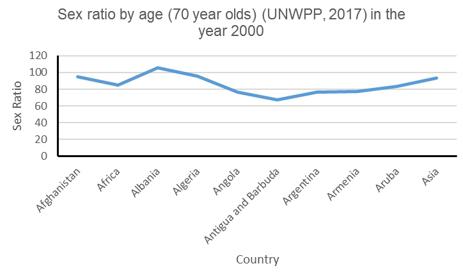 Sex ratio by age (70 year olds) (UNWPP, 2017) in the
year 2000
120
100
80
60
40
20
0
Sex Ratio
Afghanistan
Africa
Albania
Algeria
Angola
Antigua and Barbuda
Argentina
Armenia
Aruba
Asia
Country